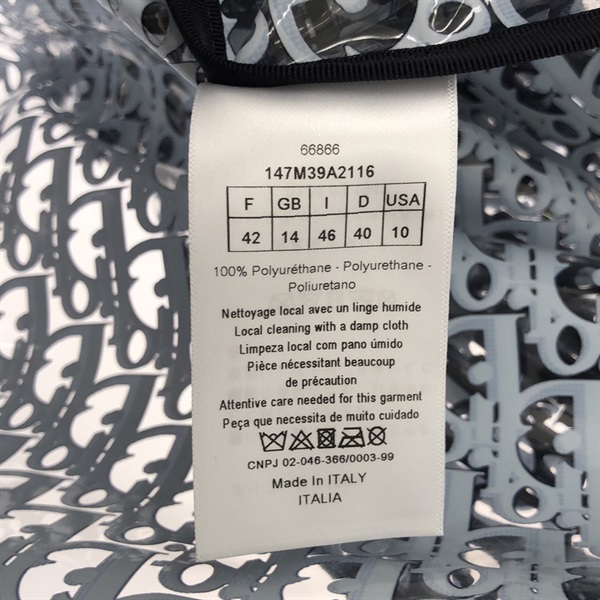 66866
147M39A2116
F GB I D USA
42 14 46 40 10
100% Polyuréthane - Polyurethane -
Poliuretano
Nettoyage local avec un linge humide
Local cleaning with a damp cloth
Limpeza local com pano úmido
Pièce nécessitant beaucoup
de précaution
Attentive care needed for this garment
Peça que necessita de muito cuidado
CNPJ 02-046-366/0003-99
Made In ITALY
ITALIA